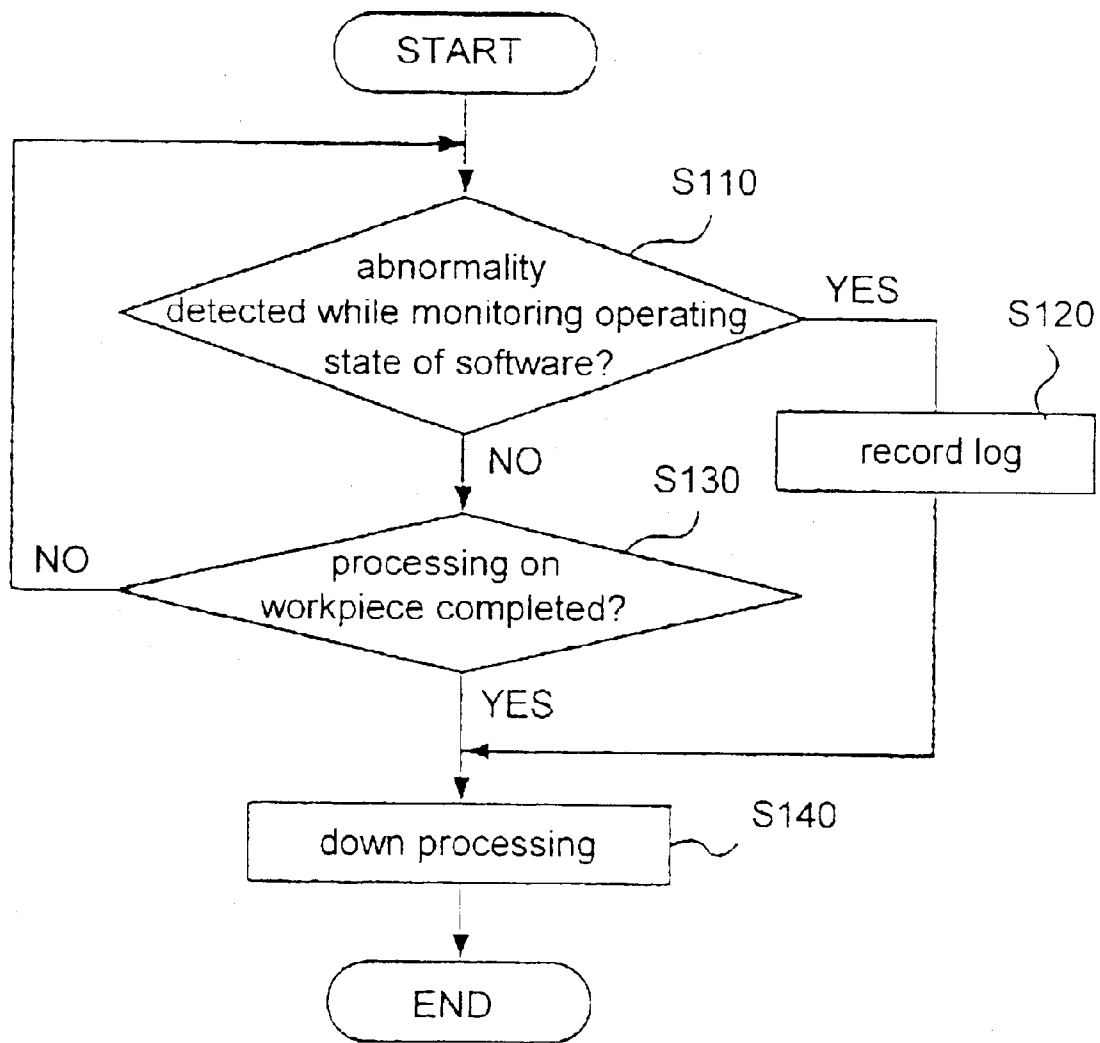 START
S110
abnormality
detected while monitoring operating
state of software?
YES
S120
record log
NO
S130
processing on
workpiece completed?
NO
YES
S140
down processing
END